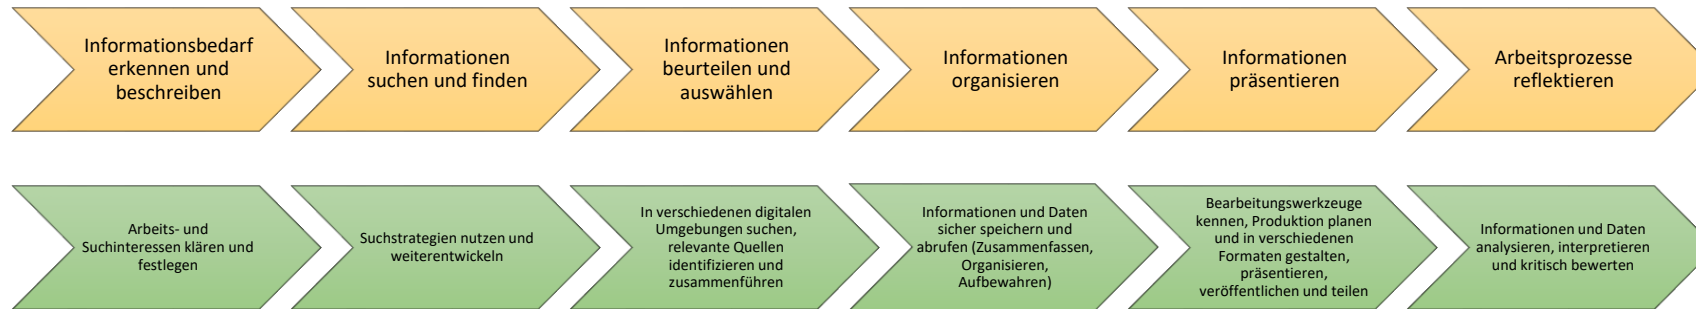 Informationsbedarf
erkennen und
beschreiben
Informationen
suchen und finden
Informationen
beurteilen und
auswählen
Informationen
organisieren
Informationen
präsentieren
Arbeitsprozesse
reflektieren
Arbeits- und
Suchinteressen klären und
festlegen
Suchstrategien nutzen und
weiterentwickeln
In verschiedenen digitalen
Umgebungen suchen,
relevante Quellen
identifizieren und
zusammenführen
Informationen und Daten
sicher speichern und
abrufen (Zusammenfassen,
Organisieren,
Aufbewahren)
Bearbeitungswerkzeuge
kennen, Produktion planen
und in verschiedenen
Formaten gestalten,
präsentieren,
veröffentlichen und teilen
Informationen und Daten
analysieren, interpretieren
und kritisch bewerten